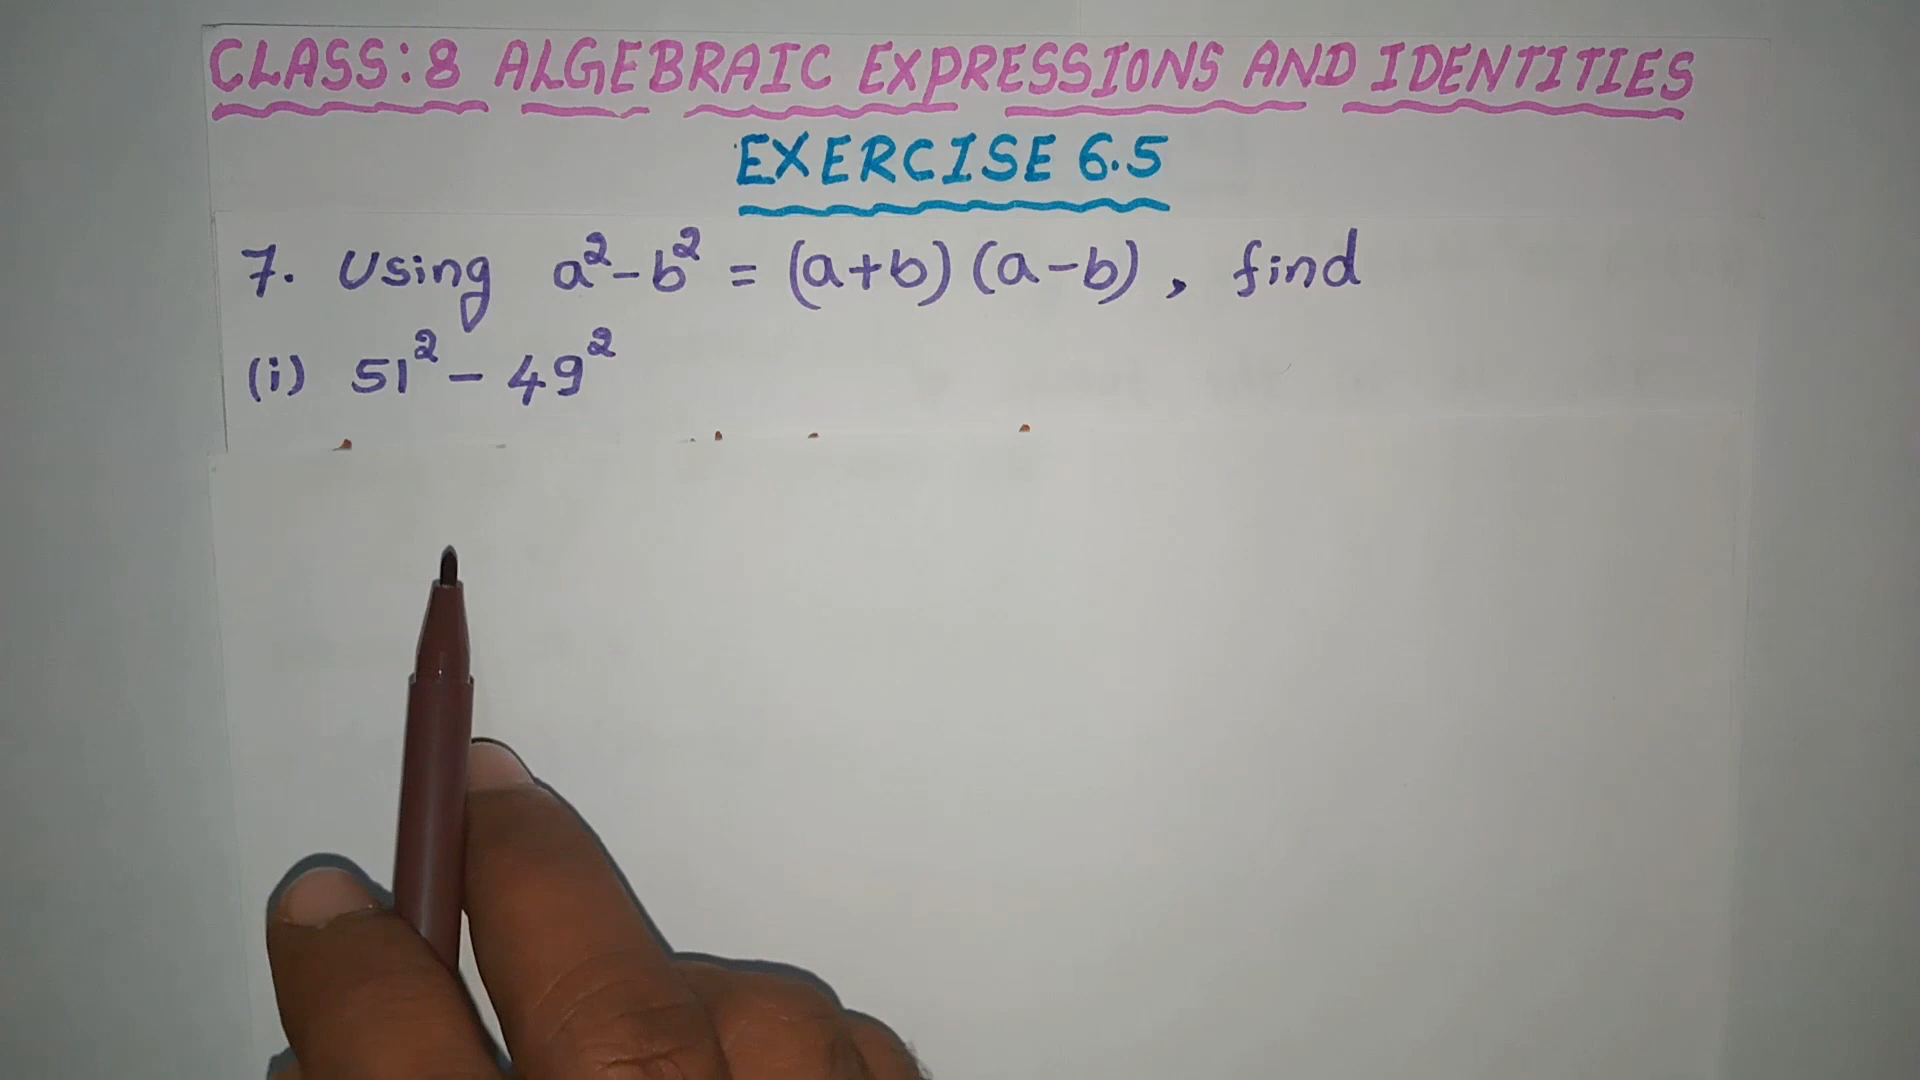 CLASS:8 ALGEBRAIC EXPRESSIONS AND IDENTITIES
EXERCISE 6.5
7. Using a²-b² = (a+b) (a-b), find
(i) 51² - 49²